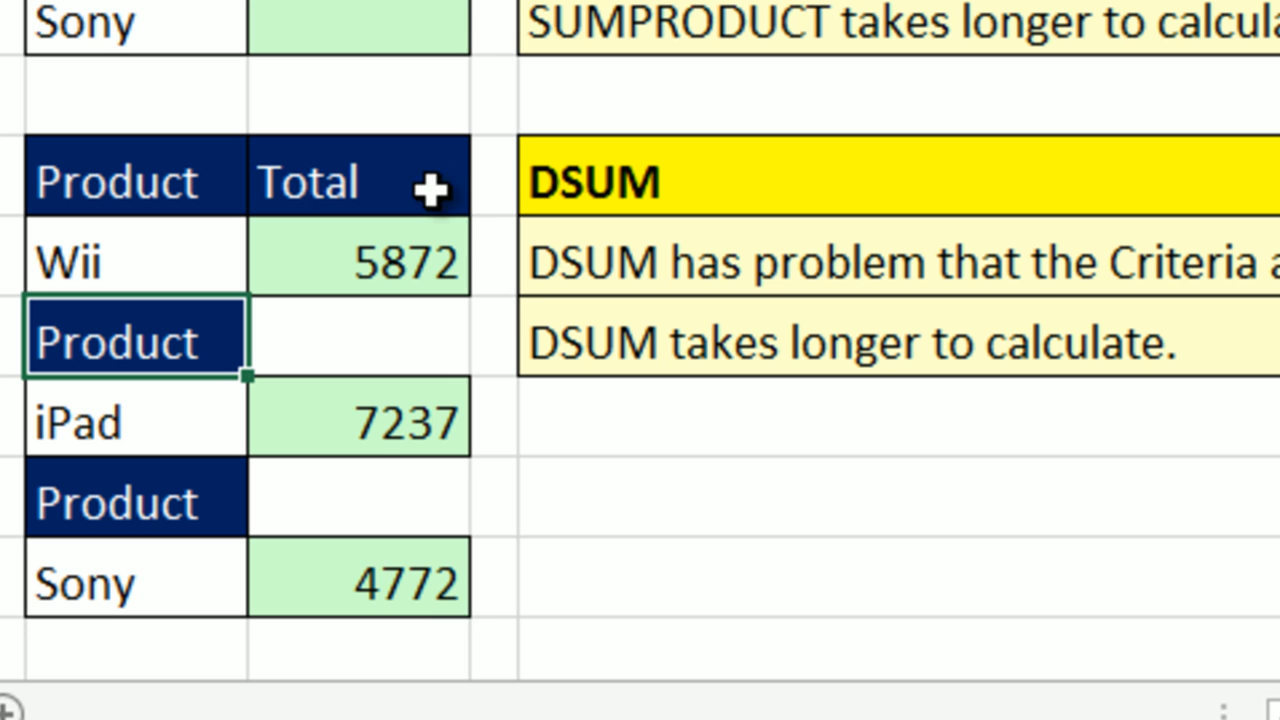 Sony
SUMPRODUCT takes longer to
Product Total
DSUM
Wii 5872
DSUM has problem that the Criteria
Product
DSUM takes longer to calculate.
iPad 7237
Product
Sony 4772